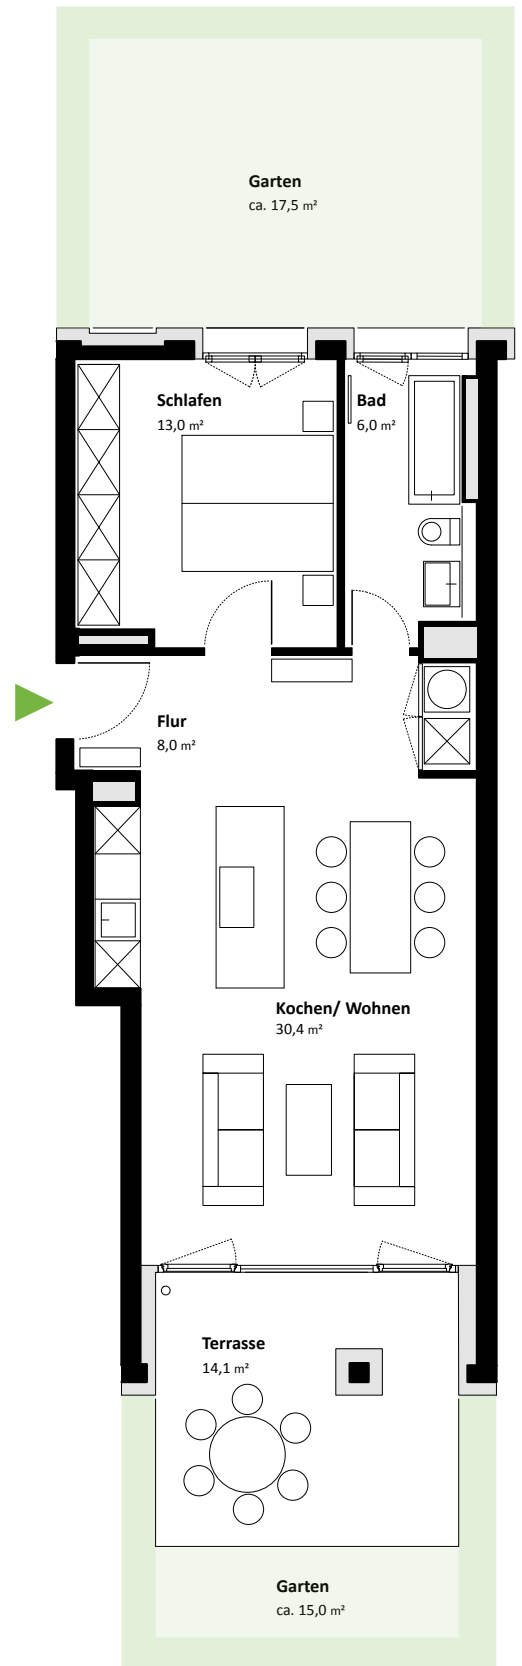 Garten
ca. 17,5 m²
Schlafen
13,0 m²
Bad
6,0 m²
Flur
8,0 m²
Kochen/ Wohnen
30,4 m²
Terrasse
14,1 m²
Garten
ca. 15,0 m²